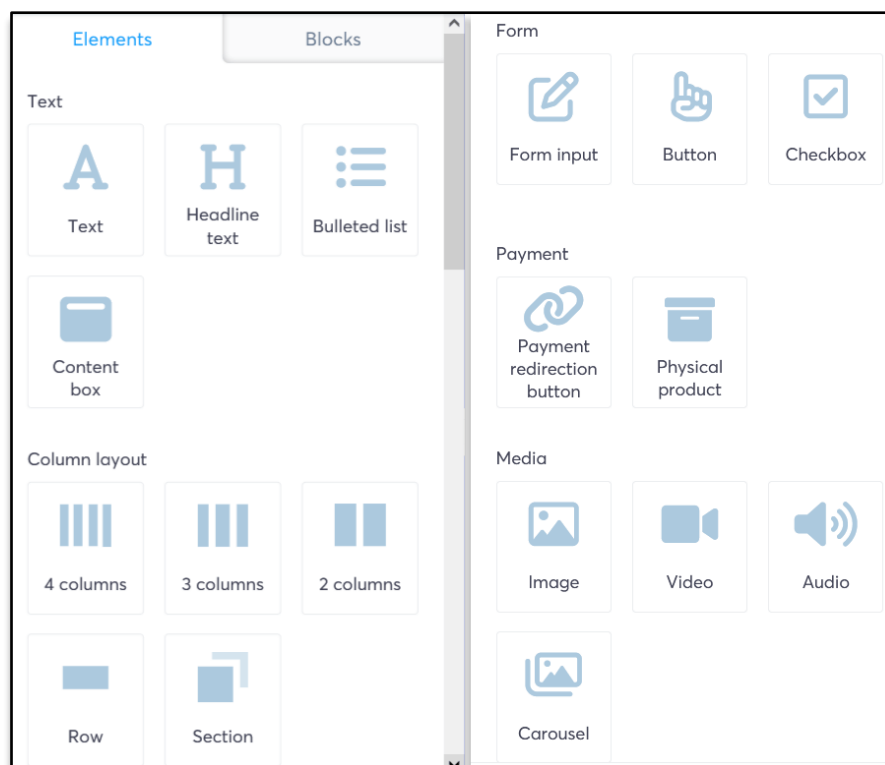 Elements
Blocks
Text
Text
Headline
text
Bulleted list
Content
box
Column layout
4 columns
3 columns
2 columns
Row
Section
Form
Form input
Button
Checkbox
Payment
Payment
redirection
button
Physical
product
Media
Image
Video
Audio
Carousel